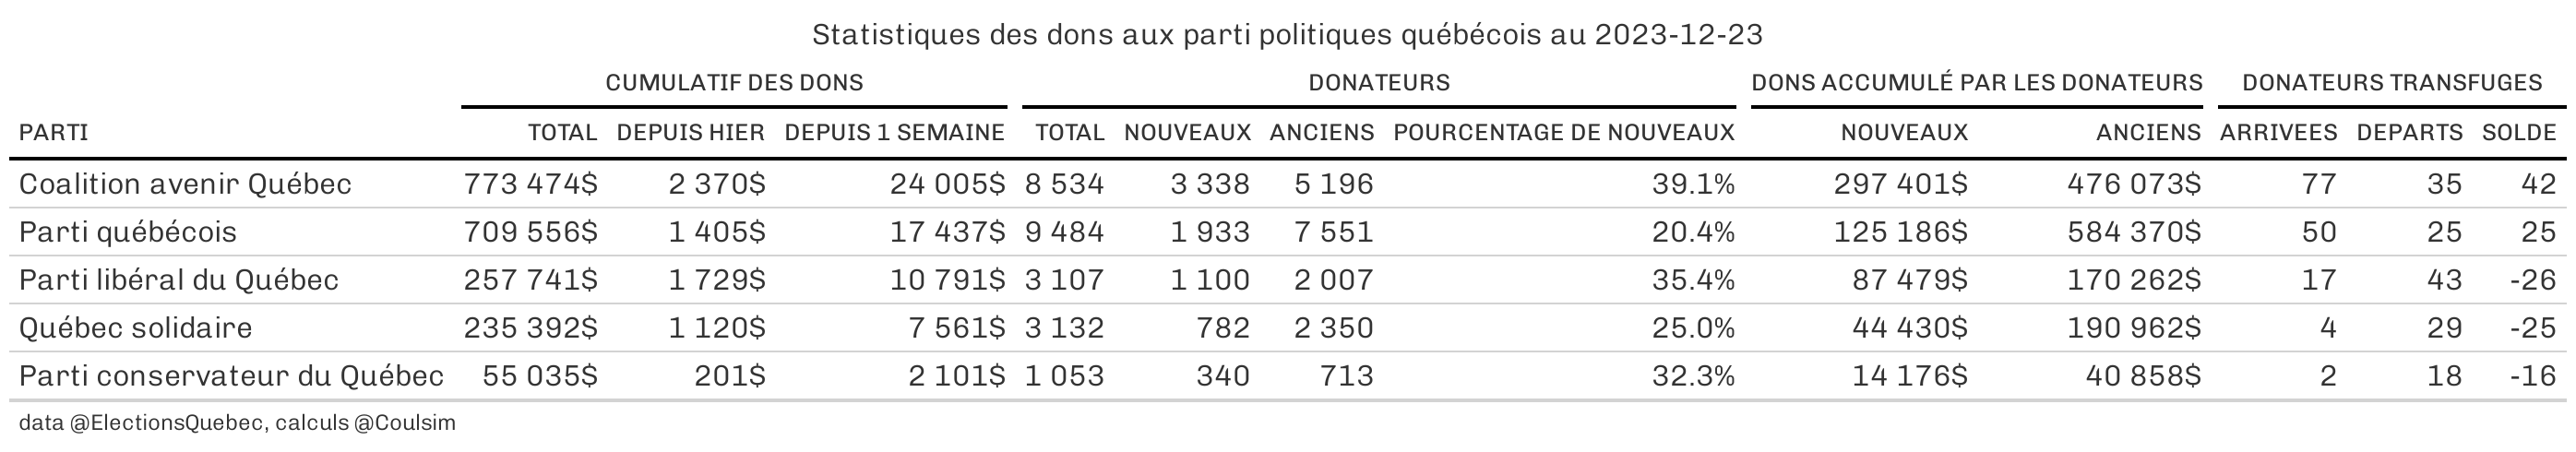 Statistiques des dons aux parti politiques québécois au 2023-12-23
CUMULATIF DES DONS DONATEURS DONS ACCUMULÉ PAR LES DONATEURS DONATEURS TRANSFUGES
PARTI TOTAL DEPUIS HIER DEPUIS 1 SEMAINE TOTAL NOUVEAUX ANCIENS POURCENTAGE DE NOUVEAUX NOUVEAUX ANCIENS ARRIVEES DEPARTS SOLDE
Coalition avenir Québec 773 474$ 2 370$ 24 005$ 8 534 3 338 5 196 39.1% 297 401$ 476 073$ 77 35 42
Parti québécois 709 556$ 1 405$ 17 437$ 9 484 1 933 7 551 20.4% 125 186$ 584 370$ 50 25 25
Parti libéral du Québec 257 741$ 1 729$ 10 791$ 3 107 1 100 2 007 35.4% 87 479$ 170 262$ 17 43 -26
Québec solidaire 235 392$ 1 120$ 7 561$ 3 132 782 2 350 25.0% 44 430$ 190 962$ 4 29 -25
Parti conservateur du Québec 55 035$ 201$ 2 101$ 1 053 340 713 32.3% 14 176$ 40 858$ 2 18 -16
data @ElectionsQuebec, calculs @Coulsim